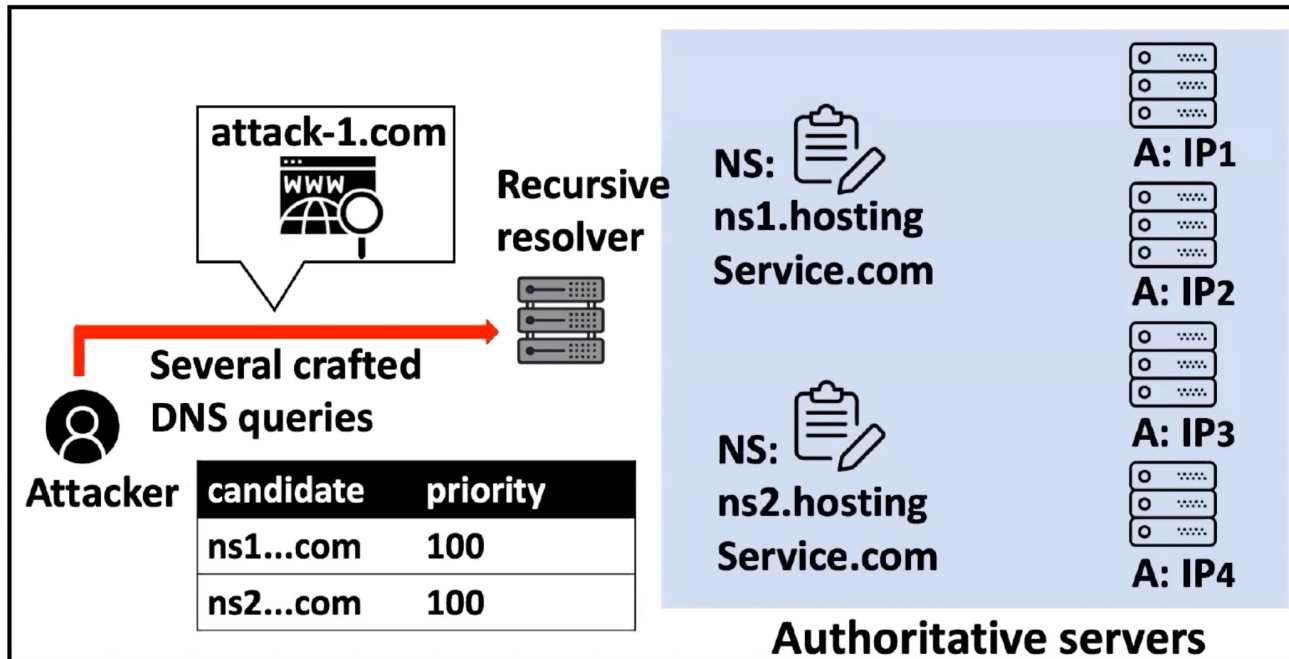 attack-1.com
WWW
Recursive
resolver
Several crafted
DNS queries
Attacker
candidate priority
ns1...com 100
ns2...com 100
NS:
ns1.hosting
Service.com
NS:
ns2.hosting
Service.com
A: IP1
A: IP2
A: IP3
A: IP4
Authoritative servers